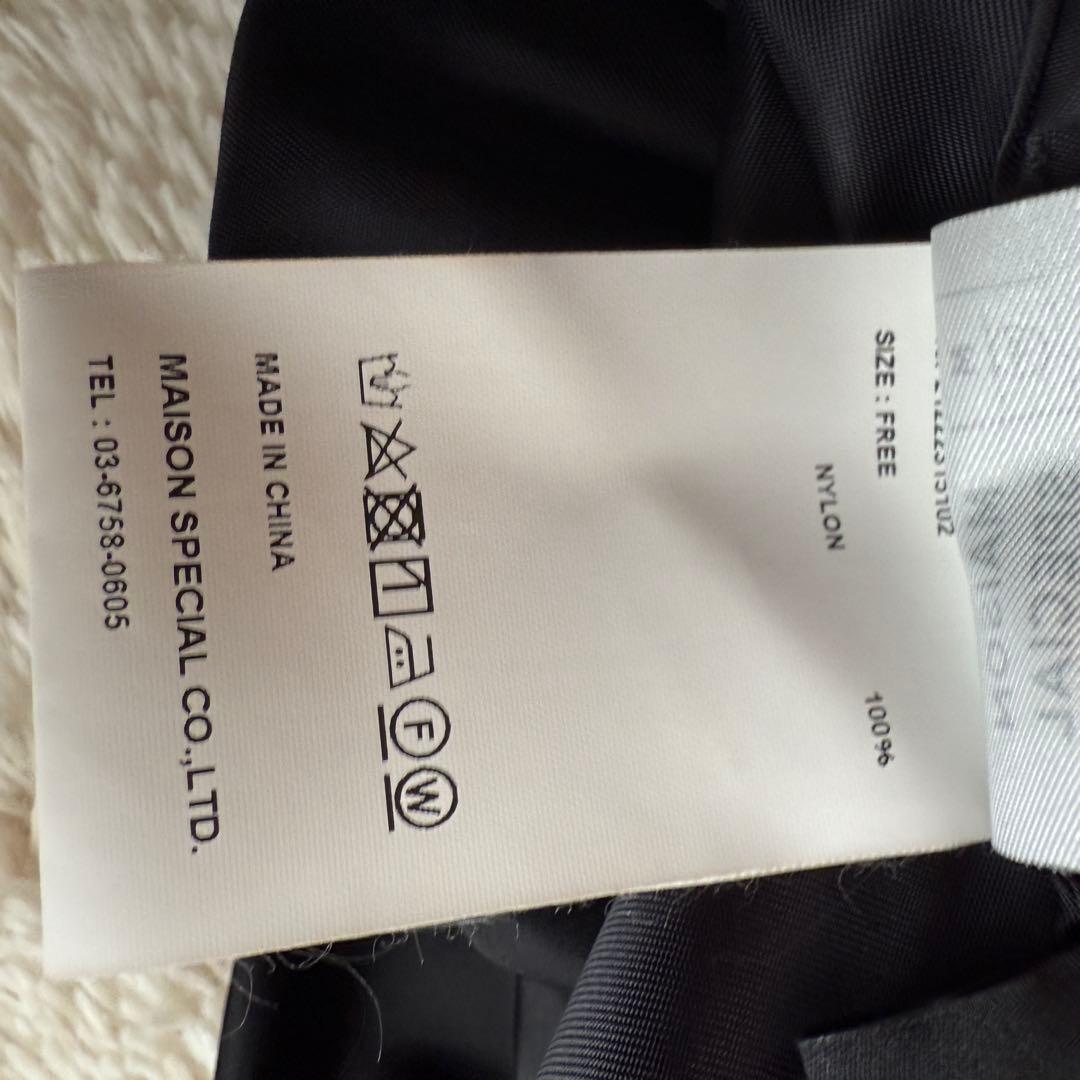 SIZE : FREE
NYLON 100%
F W
MADE IN CHINA
MAISON SPECIAL CO.,LTD.
TEL : 03-6758-0605